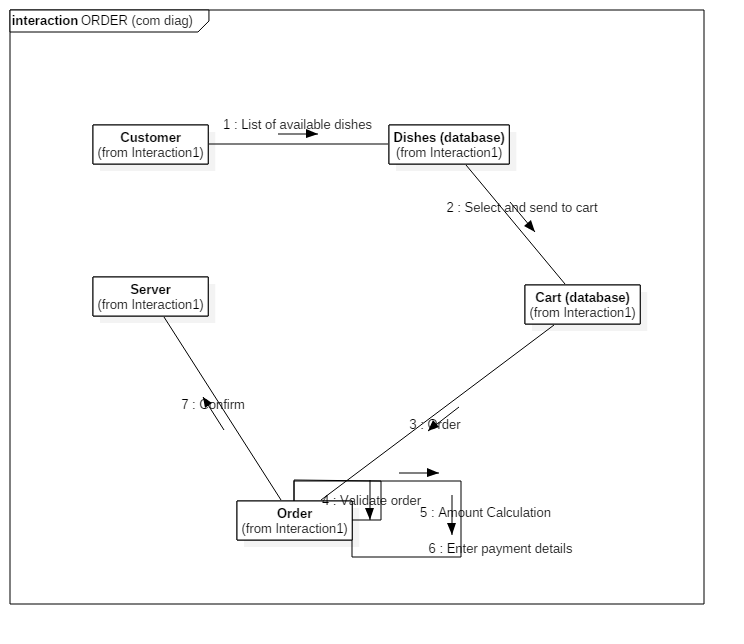 interaction ORDER (com diag)
1 : List of available dishes
Customer
(from Interaction1)
Dishes (database)
(from Interaction1)
2 : Select and send to cart
Server
(from Interaction1)
Cart (database)
(from Interaction1)
7 : Confirm
3 : Order
4 : Validate order
Order
(from Interaction1)
5 : Amount Calculation
6 : Enter payment details